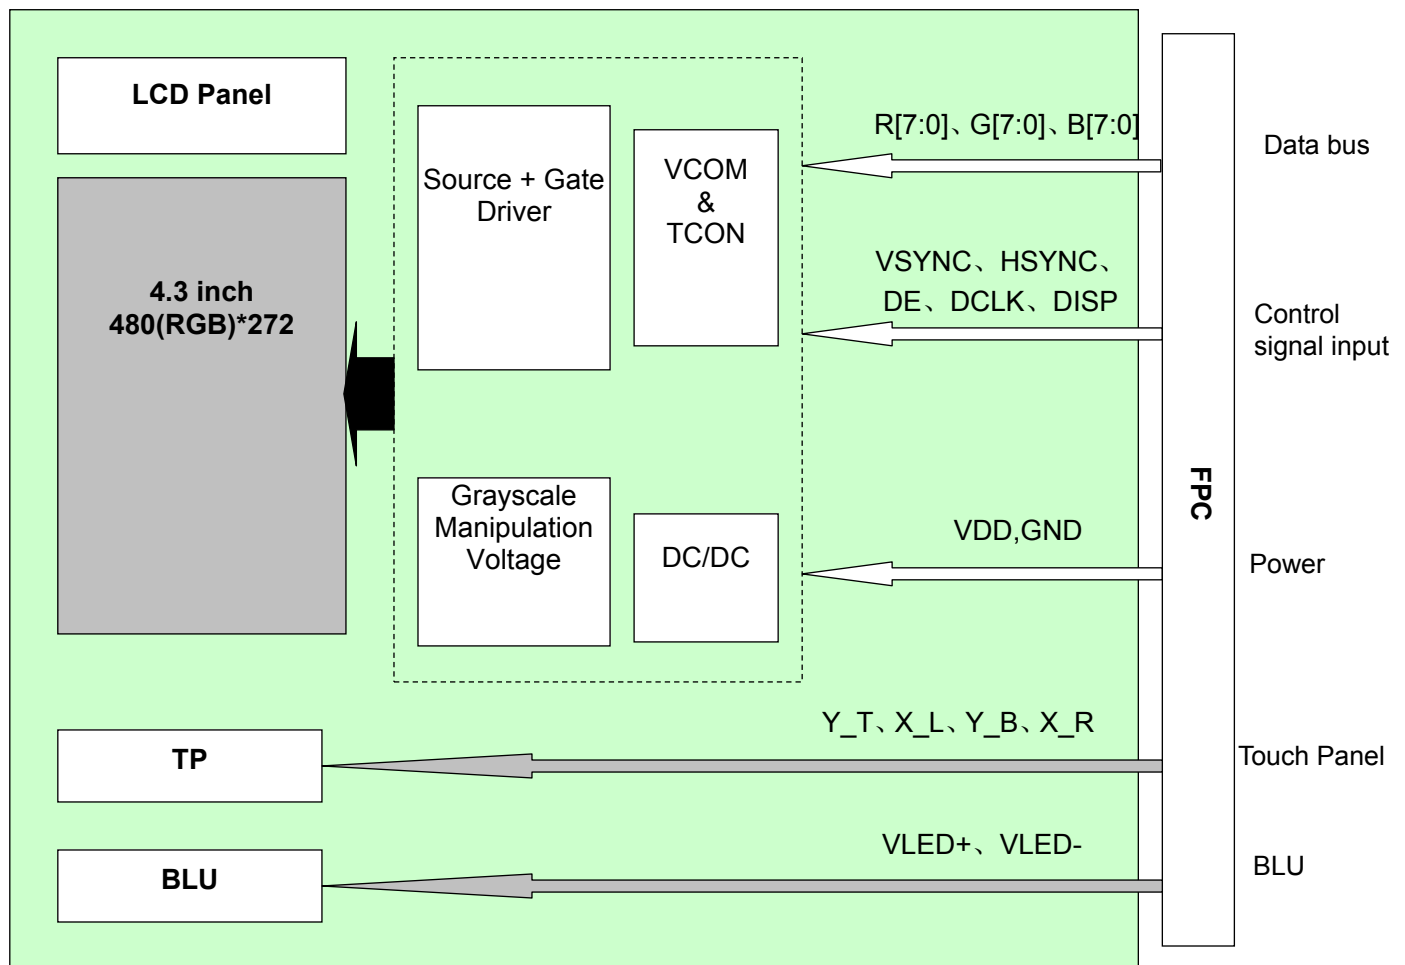 LCD Panel
4.3 inch
480(RGB)*272
Source + Gate
Driver
VCOM
&
TCON
Grayscale
Manipulation
Voltage
DC/DC
R[7:0]、G[7:0]、B[7:0]
Data bus
VSYNC、HSYNC、
DE、DCLK、DISP
Control
signal input
FPC
VDD,GND
Power
TP
Y_T、X_L、Y_B、X_R
Touch Panel
BLU
VLED+、VLED-
BLU